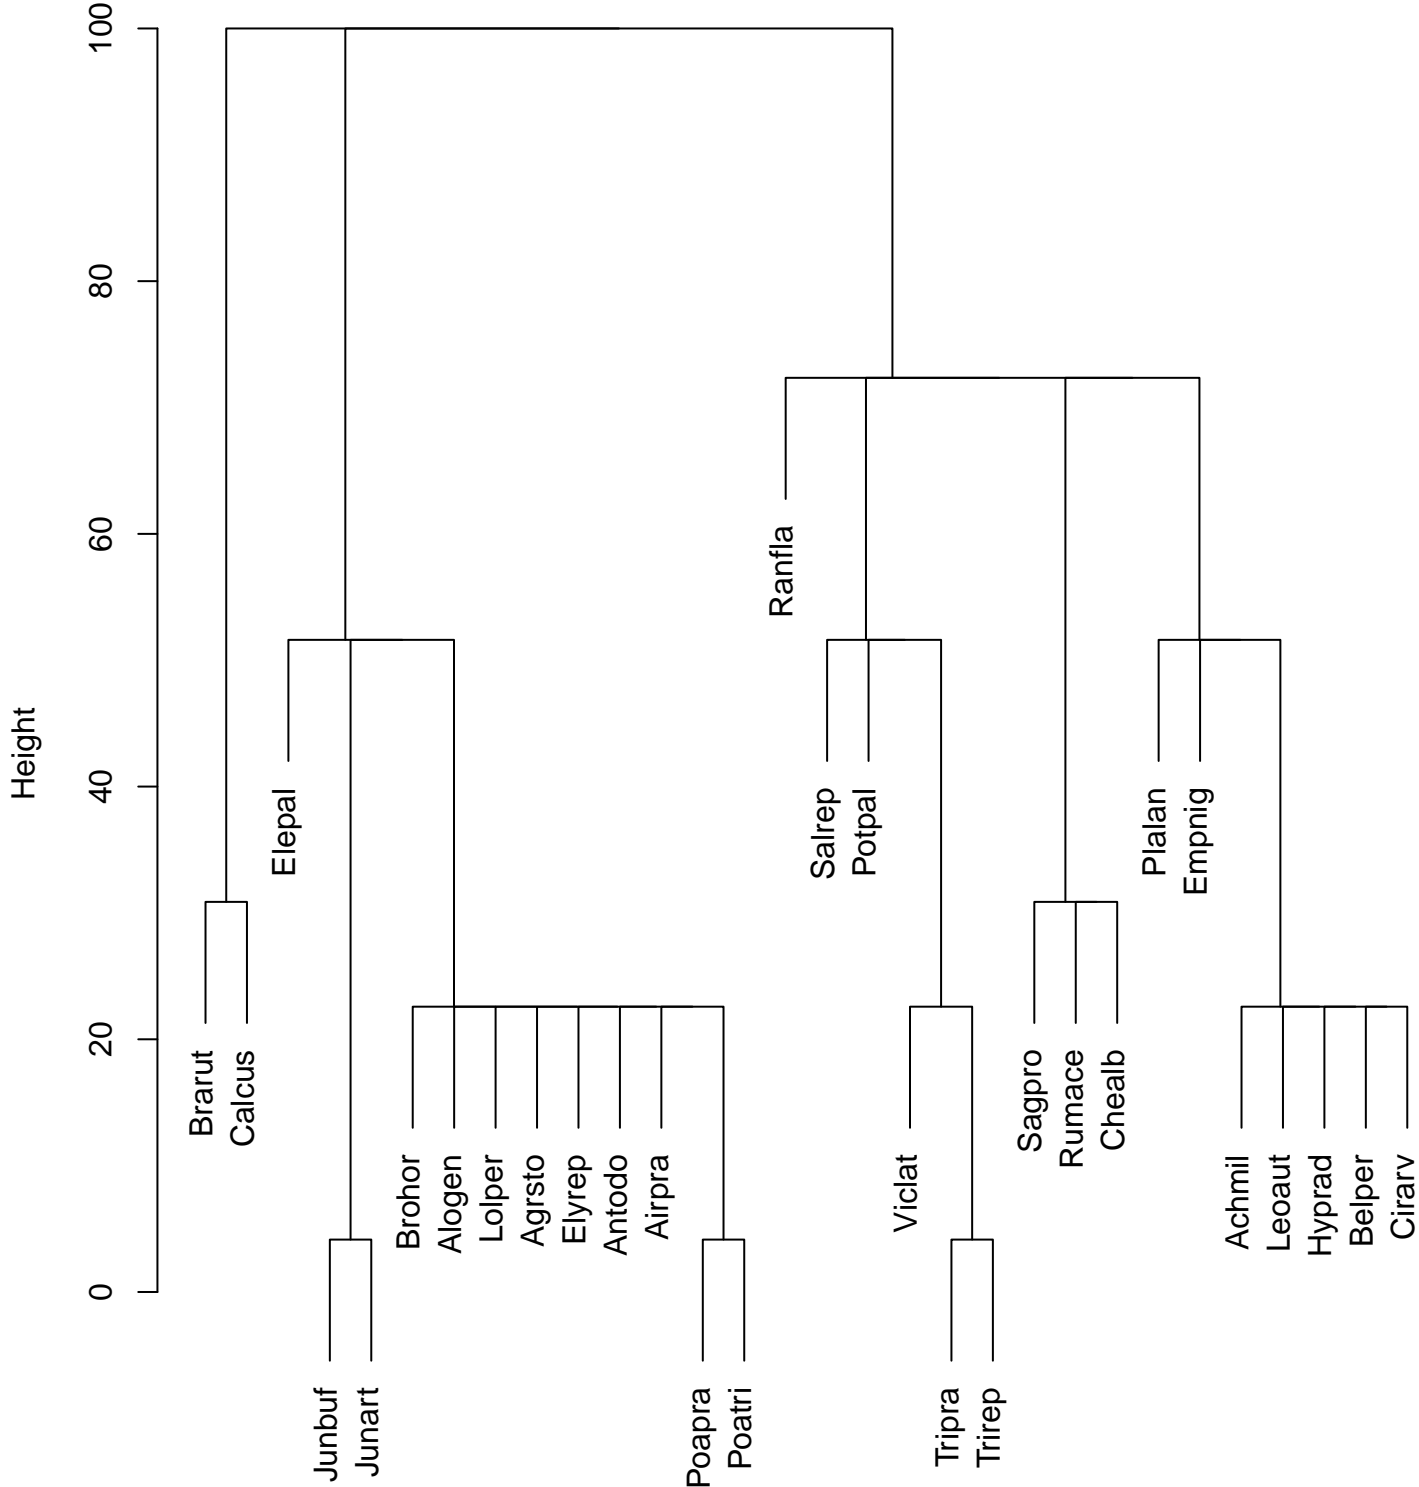 Height
100
80
60
40
20
0
Brarut
Calcus
Elepal
Junbuf
Junart
Brohor
Alogen
Lolper
Agrsto
Elyrep
Antodo
Airpra
Poapra
Poatri
Ranfla
Salrep
Potpal
Viclat
Tripra
Trirep
Sagpro
Rumace
Chealb
Plalan
Empnig
Achmil
Leoaut
Hyprad
Belper
Cirarv